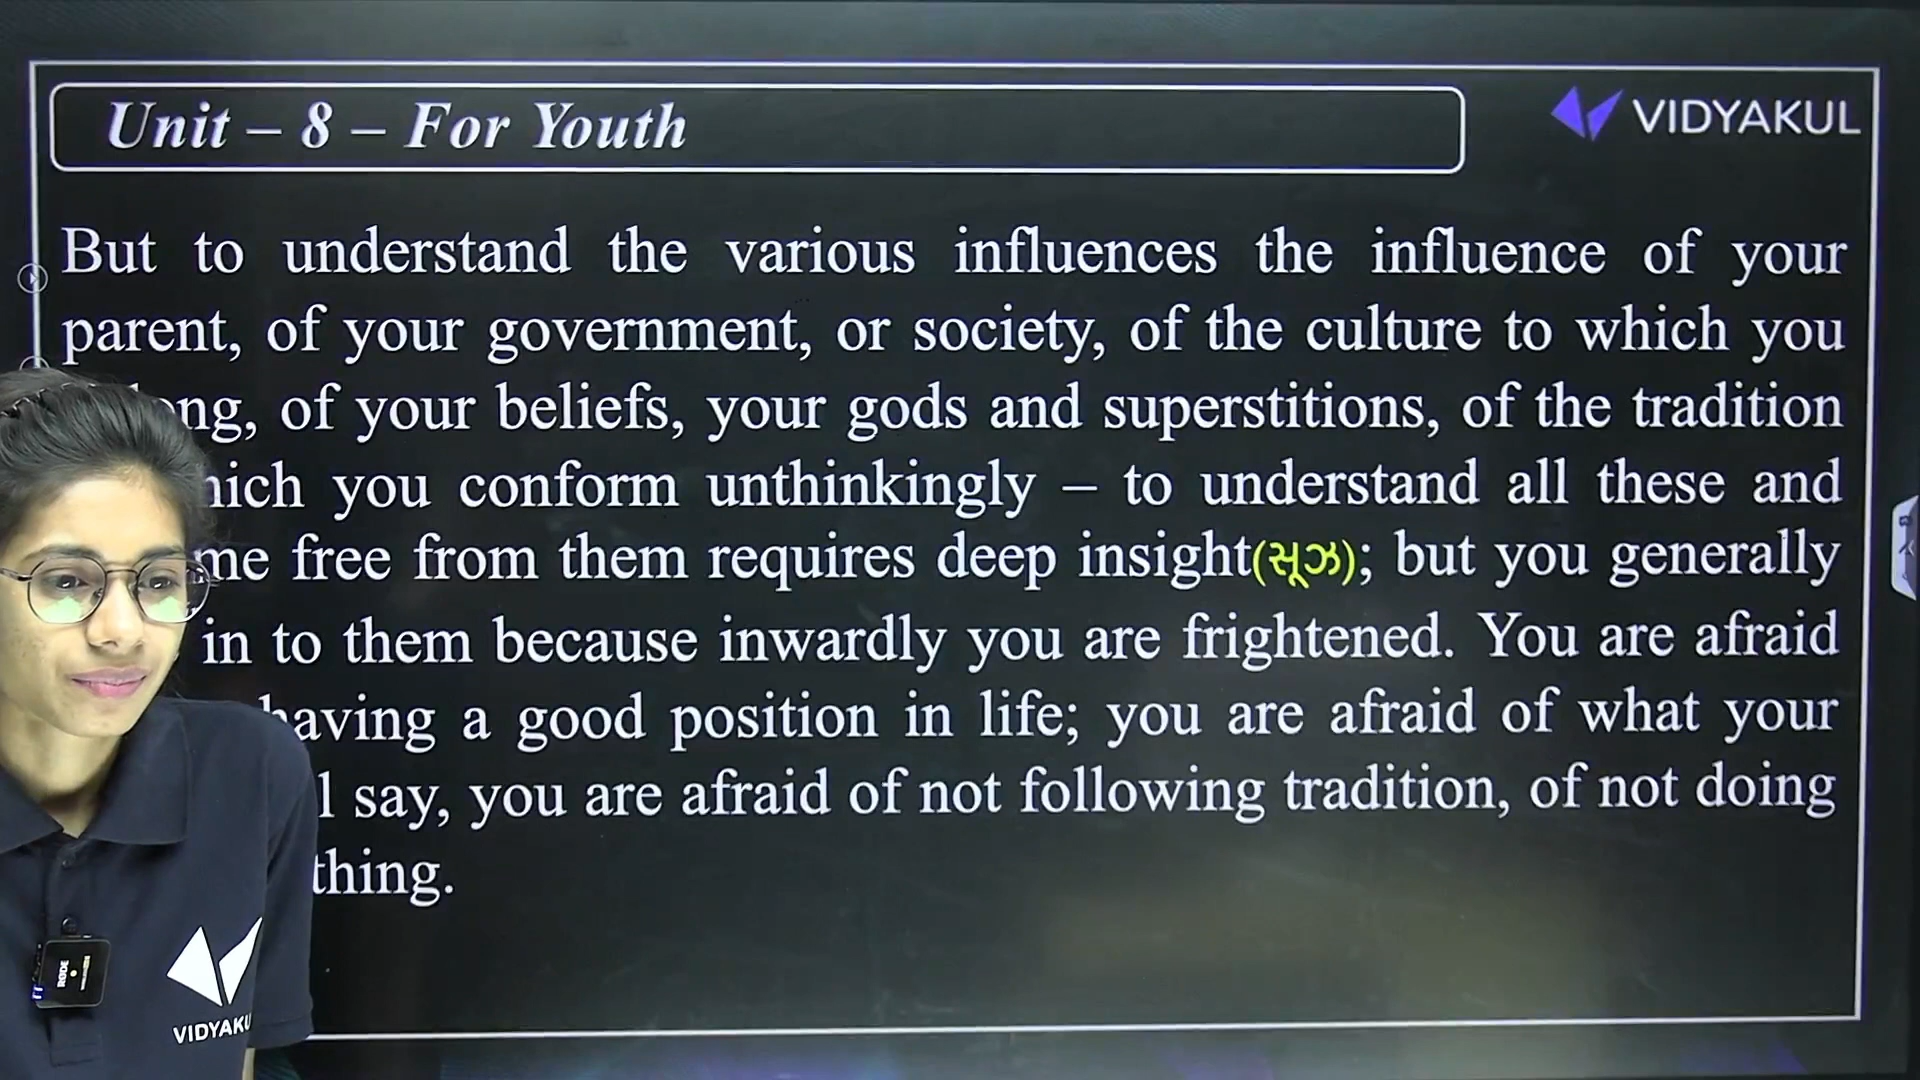 Unit – 8 – For Youth
VIDYAKUL
But to understand the various influences the influence of your
parent, of your government, or society, of the culture to which you
of your beliefs, your gods and superstitions, of the tradition
you conform unthinkingly – to understand all these and
free from them requires deep insight(સૂઝ); but you generally
in to them because inwardly you are frightened. You are afraid
having a good position in life; you are afraid of what your
say, you are afraid of not following tradition, of not doing
thing.
RODE
VIDYAKU